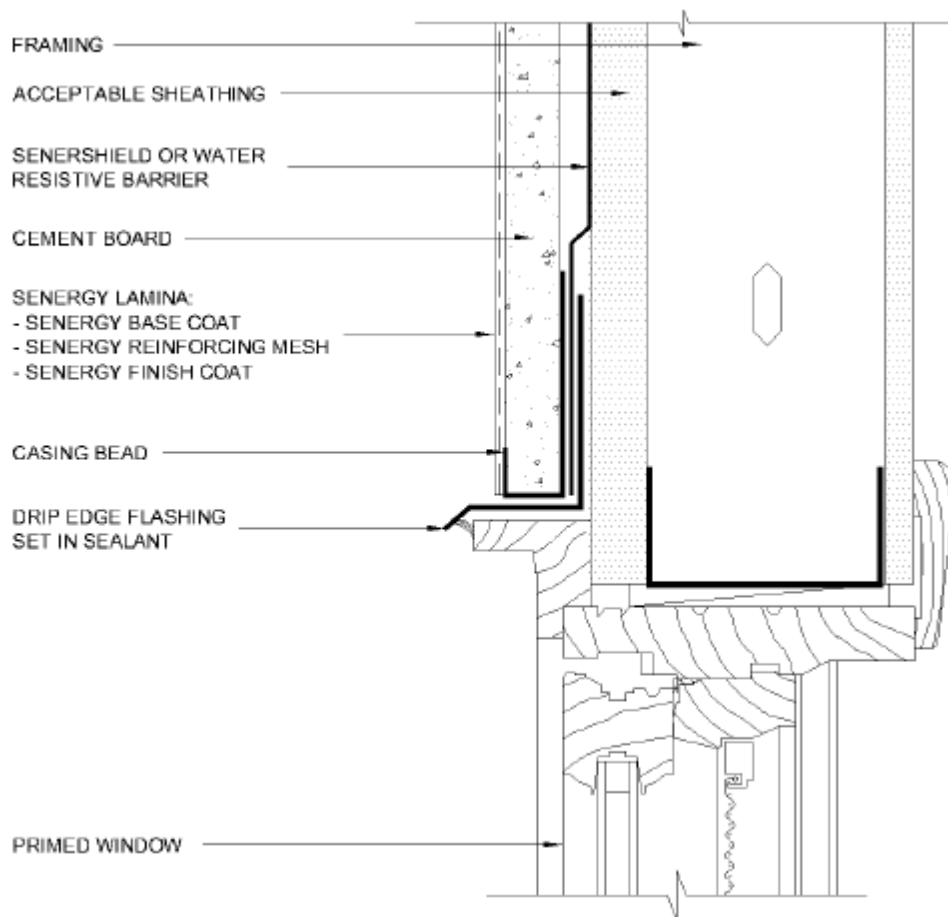 FRAMING
ACCEPTABLE SHEATHING
SENERSHIELD OR WATER
RESISTIVE BARRIER
CEMENT BOARD
SENERGY LAMINA:
- SENERGY BASE COAT
- SENERGY REINFORCING MESH
- SENERGY FINISH COAT
CASING BEAD
DRIP EDGE FLASHING
SET IN SEALANT
PRIMED WINDOW